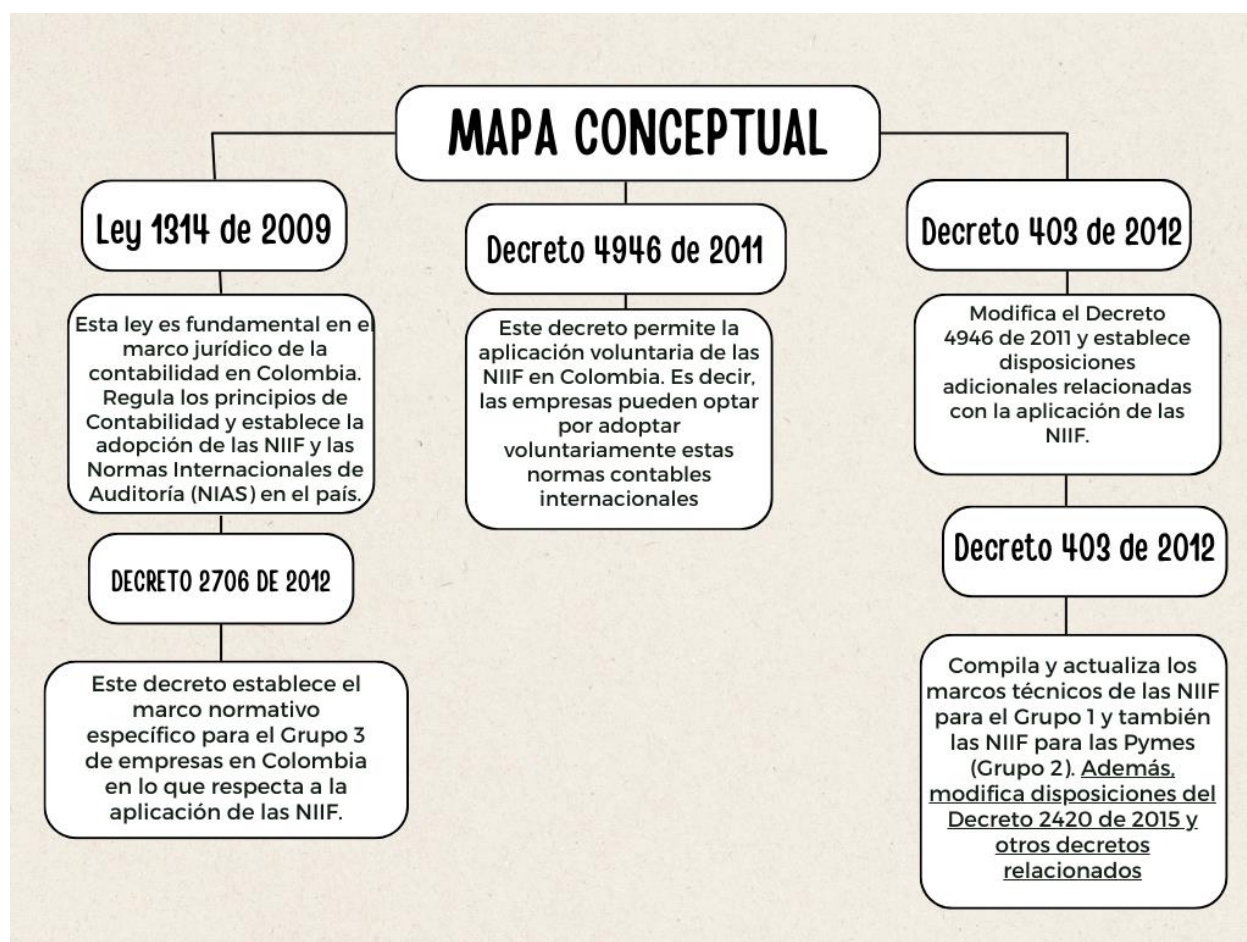 MAPA CONCEPTUAL
Ley 1314 de 2009
Esta ley es fundamental en el
marco jurídico de la
contabilidad en Colombia.
Regula los principios de
Contabilidad y establece la
adopción de las NIIF y las
Normas Internacionales de
Auditoría (NIAS) en el país.
DECRETO 2706 DE 2012
Este decreto establece el
marco normativo
específico para el Grupo 3
de empresas en Colombia
en lo que respecta a la
aplicación de las NIIF.
Decreto 4946 de 2011
Este decreto permite la
aplicación voluntaria de las
NIIF en Colombia. Es decir,
las empresas pueden optar
por adoptar
voluntariamente estas
normas contables
internacionales
Decreto 403 de 2012
Modifica el Decreto
4946 de 2011 y establece
disposiciones
adicionales relacionadas
con la aplicación de las
NIIF.
Decreto 403 de 2012
Compila y actualiza los
marcos técnicos de las NIIF
para el Grupo 1 y también
las NIIF para las Pymes
(Grupo 2). Además,
modifica disposiciones del
Decreto 2420 de 2015 y
otros decretos
relacionados